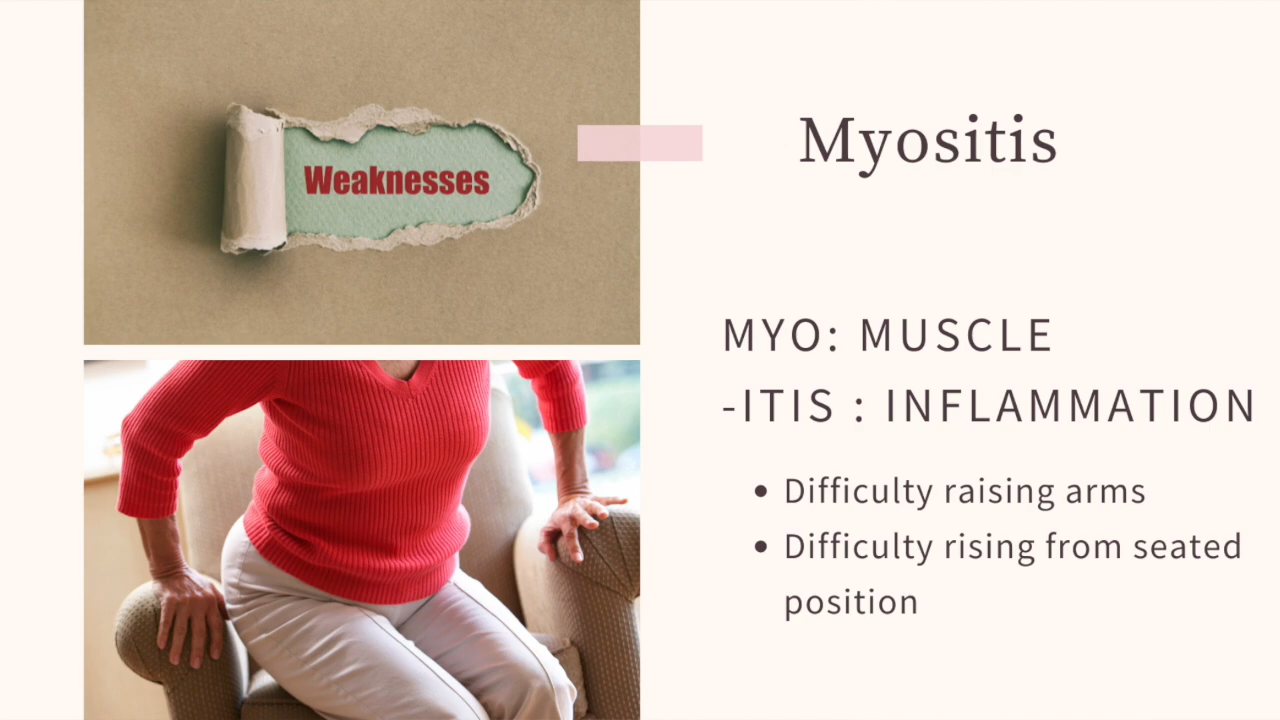 Weaknesses
Myositis
MYO: MUSCLE
-ITIS : INFLAMMATION
• Difficulty raising arms
• Difficulty rising from seated
position